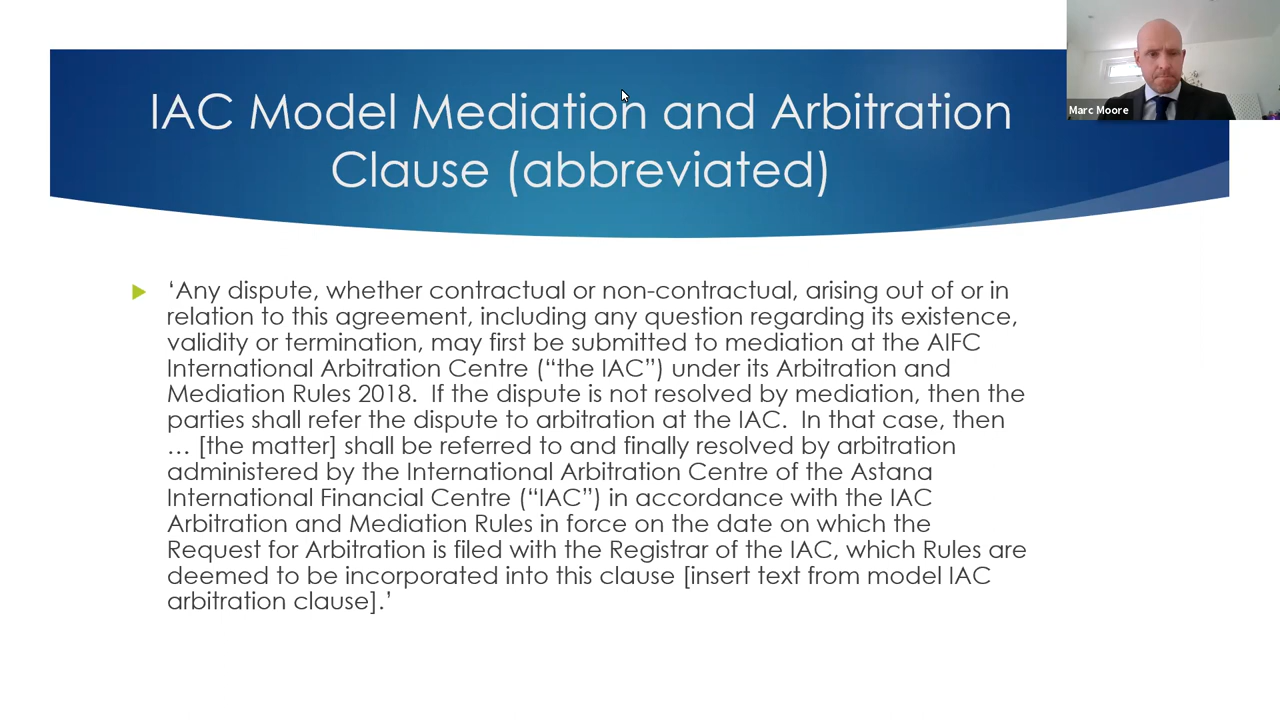 IAC Model Mediation and Arbitration
Clause (abbreviated)
Marc Moore
‘Any dispute, whether contractual or non-contractual, arising out of or in
relation to this agreement, including any question regarding its existence,
validity or termination, may first be submitted to mediation at the AIFC
International Arbitration Centre (“the IAC”) under its Arbitration and
Mediation Rules 2018.  If the dispute is not resolved by mediation, then the
parties shall refer the dispute to arbitration at the IAC.  In that case, then
… [the matter] shall be referred to and finally resolved by arbitration
administered by the International Arbitration Centre of the Astana
International Financial Centre (“IAC”) in accordance with the IAC
Arbitration and Mediation Rules in force on the date on which the
Request for Arbitration is filed with the Registrar of the IAC, which Rules are
deemed to be incorporated into this clause [insert text from model IAC
arbitration clause].’